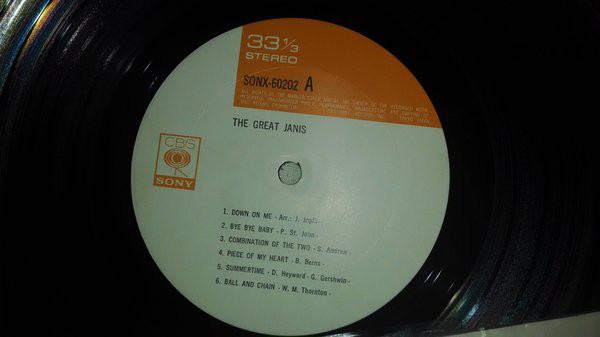 33 1/3
STEREO
SONX-60202 A
THE GREAT JANIS
CBS
SONY
1. DOWN ON ME - Arr.: J. Joplin -
2. BYE BYE BABY - P. St. John -
3. COMBINATION OF THE TWO - S. Andrew -
4. PIECE OF MY HEART - B. Berns -
5. SUMMERTIME - D. Heyward - G. Gershwin -
6. BALL AND CHAIN - W. M. Thornton -